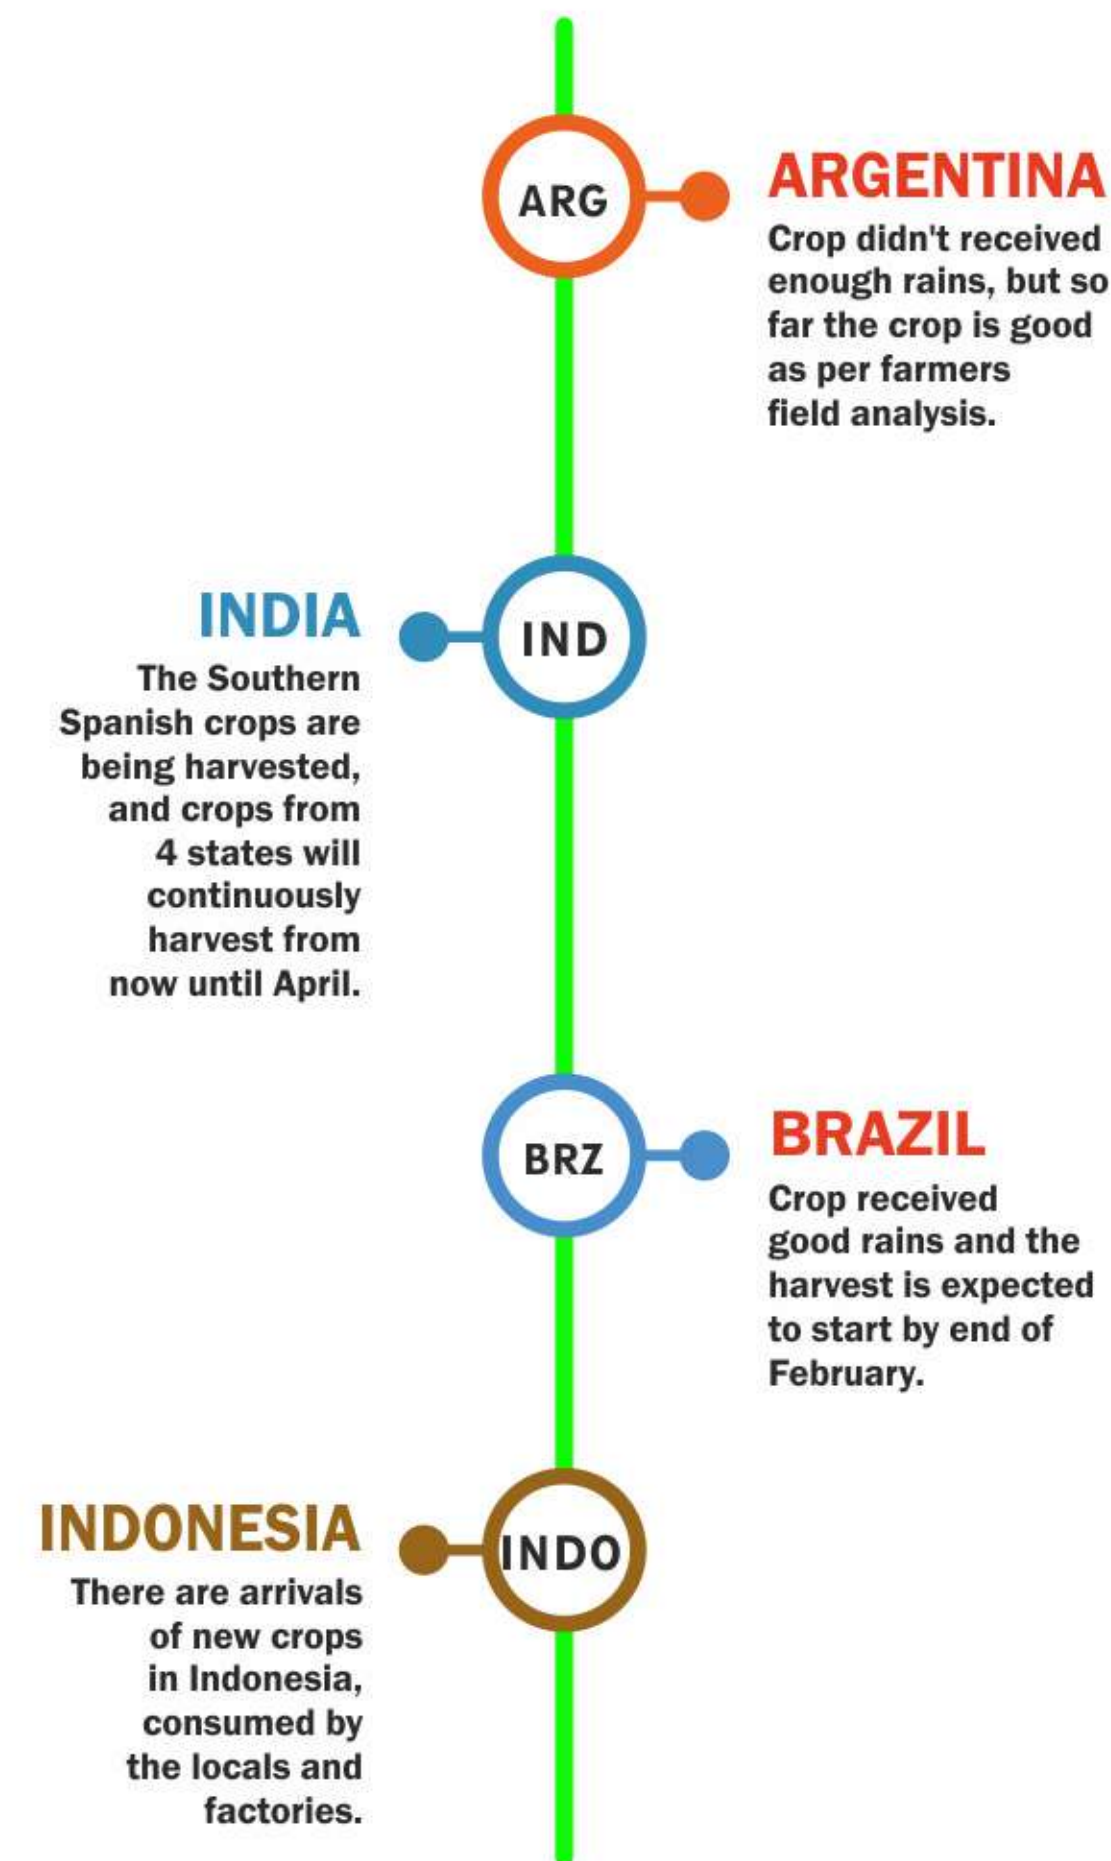 ARG
ARGENTINA
Crop didn't received
enough rains, but so
far the crop is good
as per farmers
field analysis.
INDIA
IND
The Southern
Spanish crops are
being harvested,
and crops from
4 states will
continuously
harvest from
now until April.
BRZ
BRAZIL
Crop received
good rains and the
harvest is expected
to start by end of
February.
INDONESIA
INDO
There are arrivals
of new crops
in Indonesia,
consumed by
the locals and
factories.